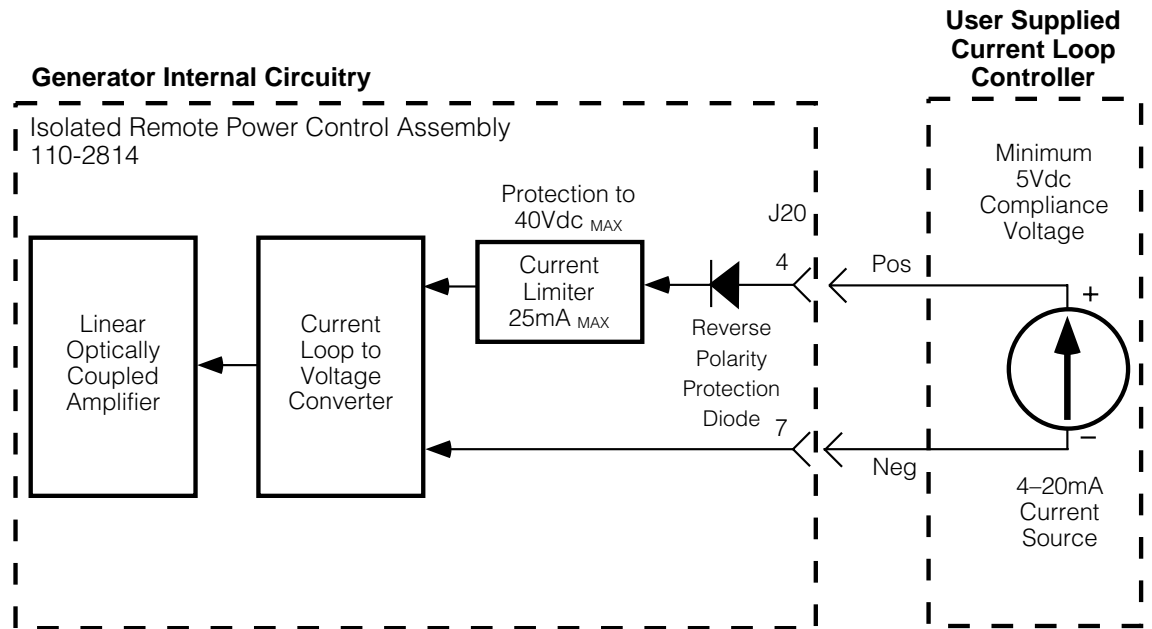 User Supplied
Current Loop
Controller
Generator Internal Circuitry
Isolated Remote Power Control Assembly
110-2814
Minimum
5Vdc
Compliance
Voltage
Protection to
40Vdc MAX
J20
4
Pos
Current
Limiter
25mA MAX
+
Linear
Optically
Coupled
Amplifier
Current
Loop to
Voltage
Converter
Reverse
Polarity
Protection
Diode
7
–
Neg
4–20mA
Current
Source